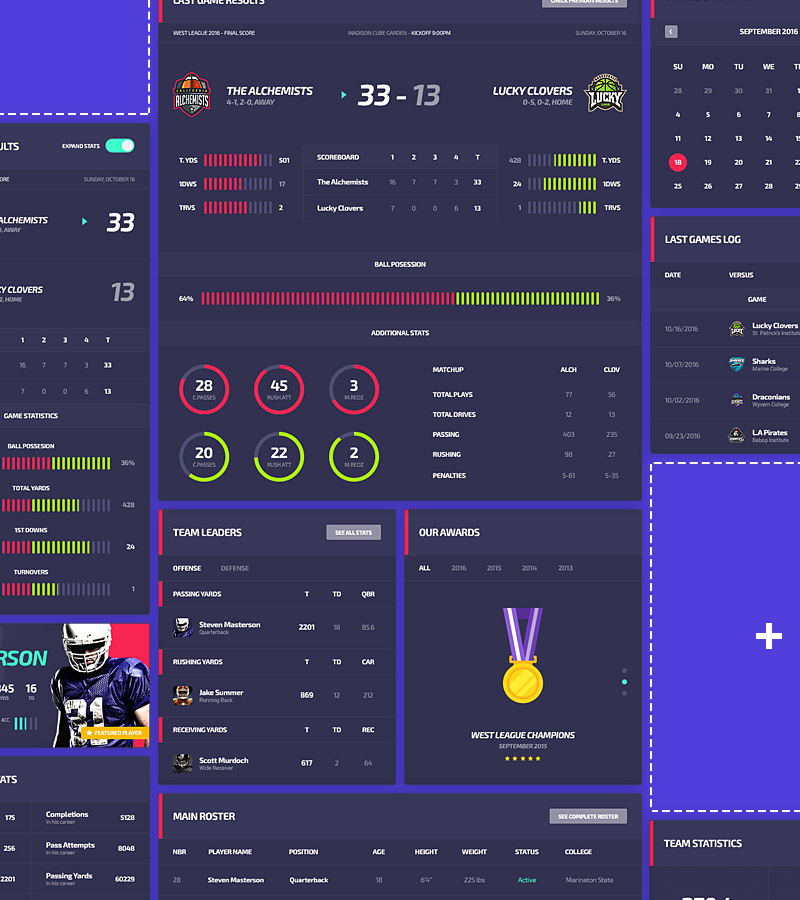 LAST GAME RESULTS
CHECK PREVIOUS RESULTS
WEST LEAGUE 2016 - FINAL SCORE
MADISON CUBE GARDEN - KICKOFF 9:00PM
SUNDAY, OCTOBER 16
CALIFORNIA
ALCHEMISTS
THE ALCHEMISTS
4-1, 2-0, AWAY
33 - 13
LUCKY CLOVERS
0-5, 0-2, HOME
LUCKY
T. YDS 501
1DWS 17
TRVS 2
SCOREBOARD 1 2 3 4 T
The Alchemists 16 7 7 3 33
Lucky Clovers 7 0 0 6 13
428 T. YDS
24 1DWS
1 TRVS
BALL POSESSION
64% 36%
ADDITIONAL STATS
28 C.PASSES
45 RUSH.ATT
3 M.REDZ
20 C.PASSES
22 RUSH.ATT
2 M.REDZ
MATCHUP ALCH CLOV
TOTAL PLAYS 77 56
TOTAL DRIVES 12 13
PASSING 403 235
RUSHING 98 27
PENALTIES 5-61 5-35
ULTS
EXPAND STATS
ORE
SUNDAY, OCTOBER 16
ALCHEMISTS
, AWAY
33
Y CLOVERS
2, HOME
13
1 2 3 4 T
16 7 7 3 33
7 0 0 6 13
GAME STATISTICS
BALL POSSESION
36%
TOTAL YARDS
428
1ST DOWNS
24
TURNOVERS
1
ERSON
345 16
YDS TD
ACC
31
FEATURED PLAYER
TATS
175 Completions 5128
In his career
256 Pass Attempts 8048
In his career
2201 Passing Yards 60229
In his career
TEAM LEADERS
SEE ALL STATS
OFFENSE DEFENSE
PASSING YARDS T TD QBR
Steven Masterson 2201 18 85.6
Quarterback
RUSHING YARDS T TD CAR
Jake Summer 869 12 212
Running Back
RECEIVING YARDS T TD REC
Scott Murdoch 617 2 64
Wide Receiver
OUR AWARDS
ALL 2016 2015 2014 2013
WEST LEAGUE CHAMPIONS
SEPTEMBER 2015
MAIN ROSTER
SEE COMPLETE ROSTER
NBR PLAYER NAME POSITION AGE HEIGHT WEIGHT STATUS COLLEGE
28 Steven Masterson Quarterback 18 6'4" 225 lbs Active Marinaton State
SEPTEMBER 2016
SU MO TU WE
28 29 30 31
4 5 6 7
11 12 13 14
18 19 20 21
25 26 27 28
LAST GAMES LOG
DATE VERSUS
GAME
10/16/2016 Lucky Clovers
St. Patrick's Institute
10/07/2016 Sharks
Marine College
10/02/2016 Draconians
Wyvern College
09/23/2016 L.A Pirates
Bebop Institute
+
TEAM STATISTICS